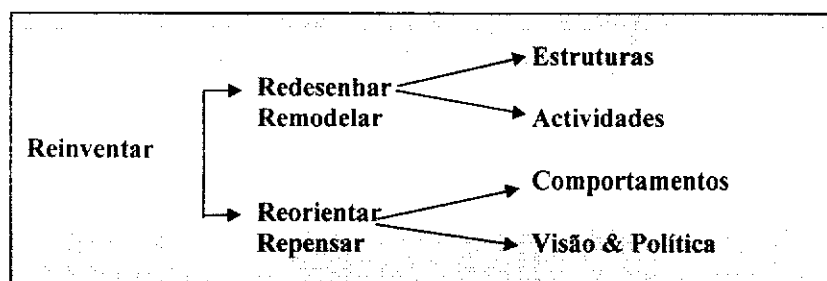 Reinventar
Redesenhar
Remodelar
Estruturas
Actividades
Reorientar
Repensar
Comportamentos
Visão & Política